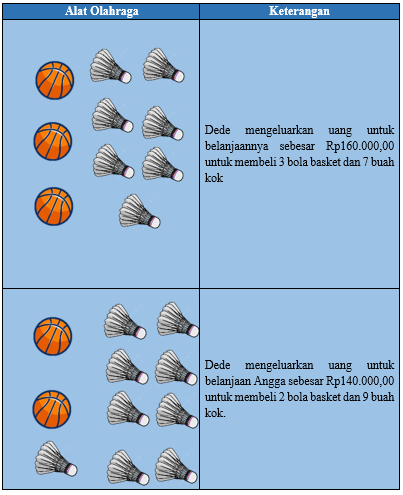 Alat Olahraga
Keterangan
Dede mengeluarkan uang untuk
belanjaannya sebesar Rp160.000,00
untuk membeli 3 bola basket dan 7 buah
kok
Dede mengeluarkan uang untuk
belanjaan Angga sebesar Rp140.000,00
untuk membeli 2 bola basket dan 9 buah
kok.